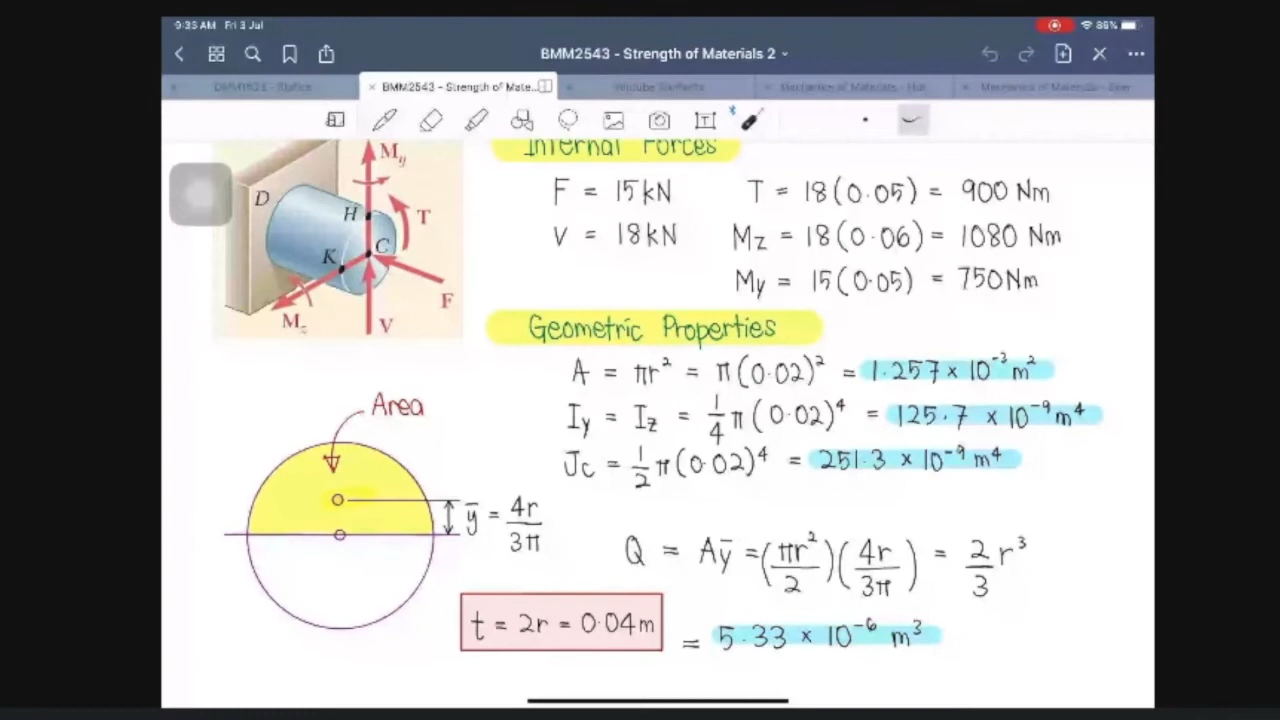 9:35 AM Fri 3 Jul
86%
BMM2543 - Strength of Materials 2
BMM2543 - Strength of Mate...
Internal Forces
F = 15 kN
T = 18(0.05) = 900 Nm
V = 18 kN
Mz = 18(0.06) = 1080 Nm
My = 15(0.05) = 750 Nm
D
H
K
C
My
T
F
Mz
V
Geometric Properties
A = πr² = π(0.02)² = 1.257 × 10⁻³ m²
Iy = Iz = 1/4 π(0.02)⁴ = 125.7 × 10⁻⁹ m⁴
Jc = 1/2 π(0.02)⁴ = 251.3 × 10⁻⁹ m⁴
Area
ȳ = 4r/3π
Q = Aȳ = (πr²/2)(4r/3π) = 2/3 r³
t = 2r = 0.04 m
= 5.33 × 10⁻⁶ m³